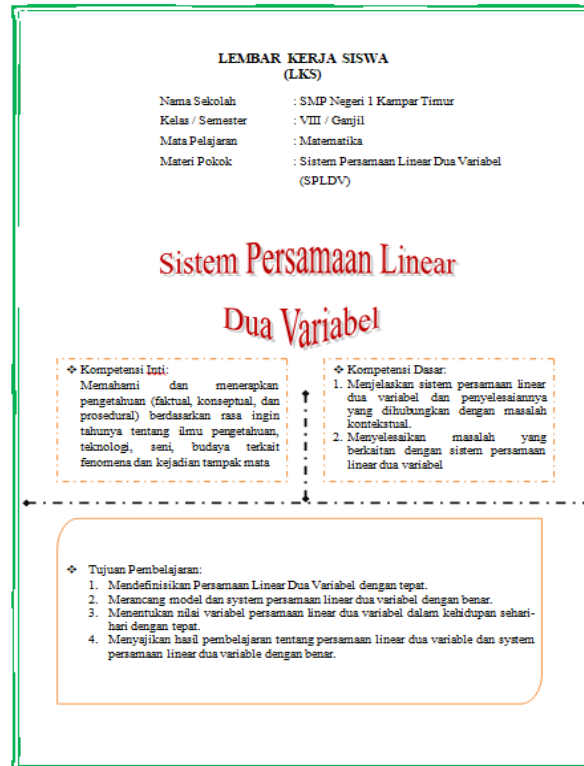 LEMBAR KERJA SISWA
(LKS)
Nama Sekolah : SMP Negeri 1 Kampar Timur
Kelas / Semester : VIII / Ganjil
Mata Pelajaran : Matematika
Materi Pokok : Sistem Persamaan Linear Dua Variabel
(SPLDV)
Sistem Persamaan Linear
Dua Variabel
❖ Kompetensi Inti:
Memahami dan menerapkan
pengetahuan (faktual, konseptual, dan
prosedural) berdasarkan rasa ingin
tahunya tentang ilmu pengetahuan,
teknologi, seni, budaya terkait
fenomena dan kejadian tampak mata
❖ Kompetensi Dasar:
1. Menjelaskan sistem persamaan linear
dua variabel dan penyelesaiannya
yang dihubungkan dengan masalah
kontekstual.
2. Menyelesaikan masalah yang
berkaitan dengan sistem persamaan
linear dua variabel
❖ Tujuan Pembelajaran:
1. Mendefinisikan Persamaan Linear Dua Variabel dengan tepat.
2. Merancang model dan system persamaan linear dua variabel dengan benar.
3. Menentukan nilai variabel persamaan linear dua variabel dalam kehidupan sehari-
hari dengan tepat.
4. Menyajikan hasil pembelajaran tentang persamaan linear dua variable dan system
persamaan linear dua variable dengan benar.